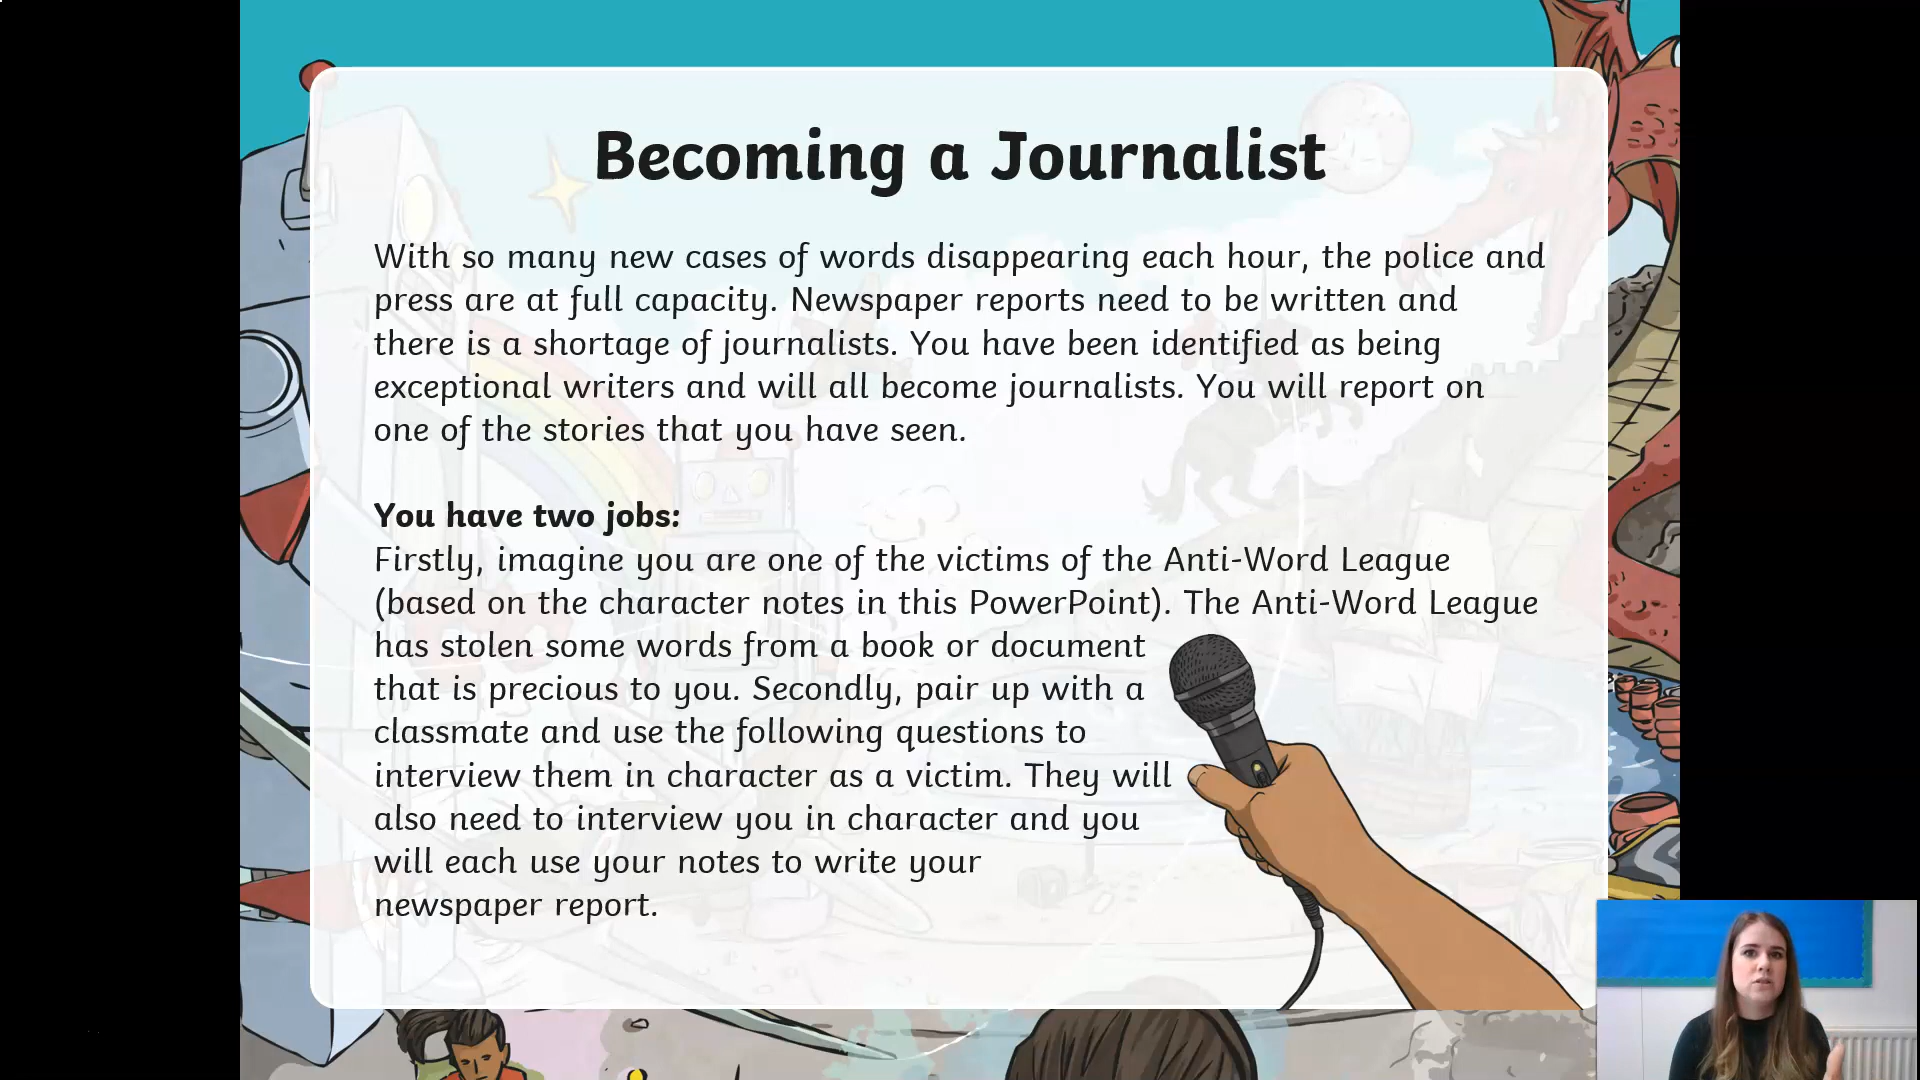 Becoming a Journalist
With so many new cases of words disappearing each hour, the police and
press are at full capacity. Newspaper reports need to be written and
there is a shortage of journalists. You have been identified as being
exceptional writers and will all become journalists. You will report on
one of the stories that you have seen.
You have two jobs:
Firstly, imagine you are one of the victims of the Anti-Word League
(based on the character notes in this PowerPoint). The Anti-Word League
has stolen some words from a book or document
that is precious to you. Secondly, pair up with a
classmate and use the following questions to
interview them in character as a victim. They will
also need to interview you in character and you
will each use your notes to write your
newspaper report.